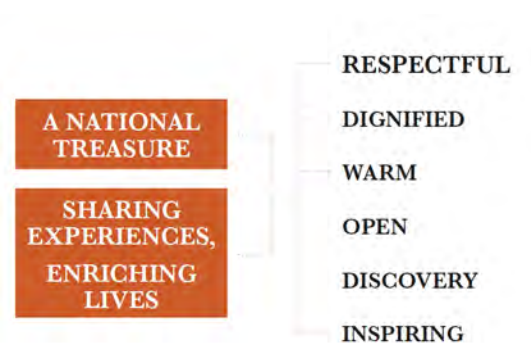 A NATIONAL
TREASURE
SHARING
EXPERIENCES,
ENRICHING
LIVES
RESPECTFUL
DIGNIFIED
WARM
OPEN
DISCOVERY
INSPIRING